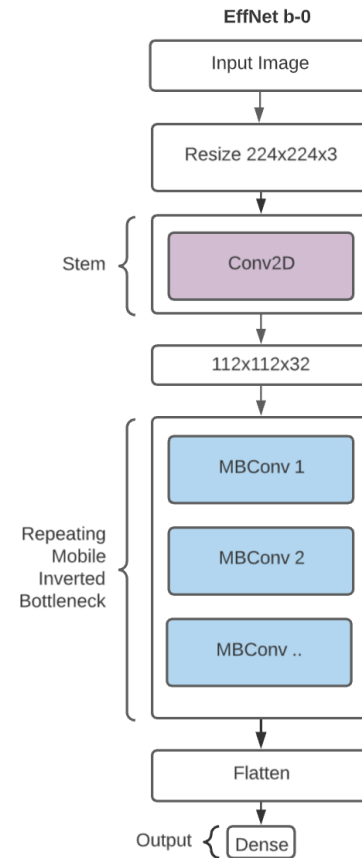 EffNet b-0
Input Image
Resize 224x224x3
Stem
Conv2D
112x112x32
MBConv 1
Repeating
Mobile
Inverted
Bottleneck
MBConv 2
MBConv ..
Flatten
Output
Dense